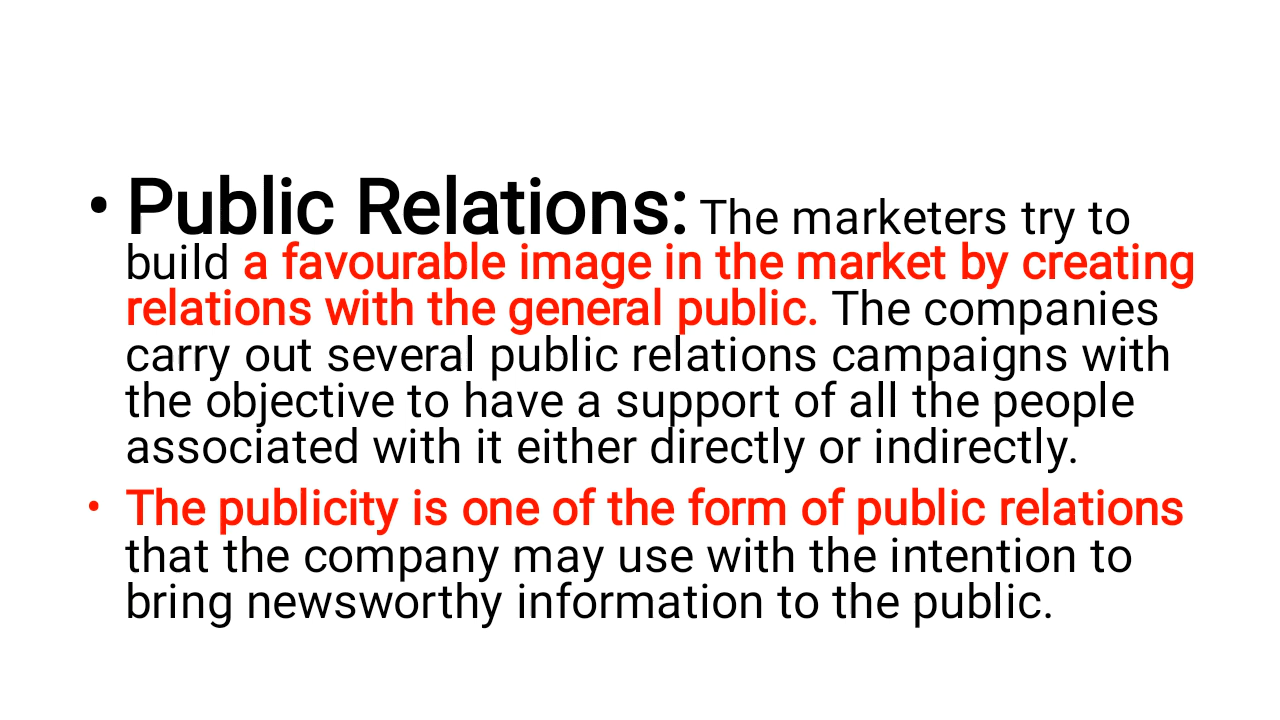 • Public Relations: The marketers try to
build a favourable image in the market by creating
relations with the general public. The companies
carry out several public relations campaigns with
the objective to have a support of all the people
associated with it either directly or indirectly.
• The publicity is one of the form of public relations
that the company may use with the intention to
bring newsworthy information to the public.